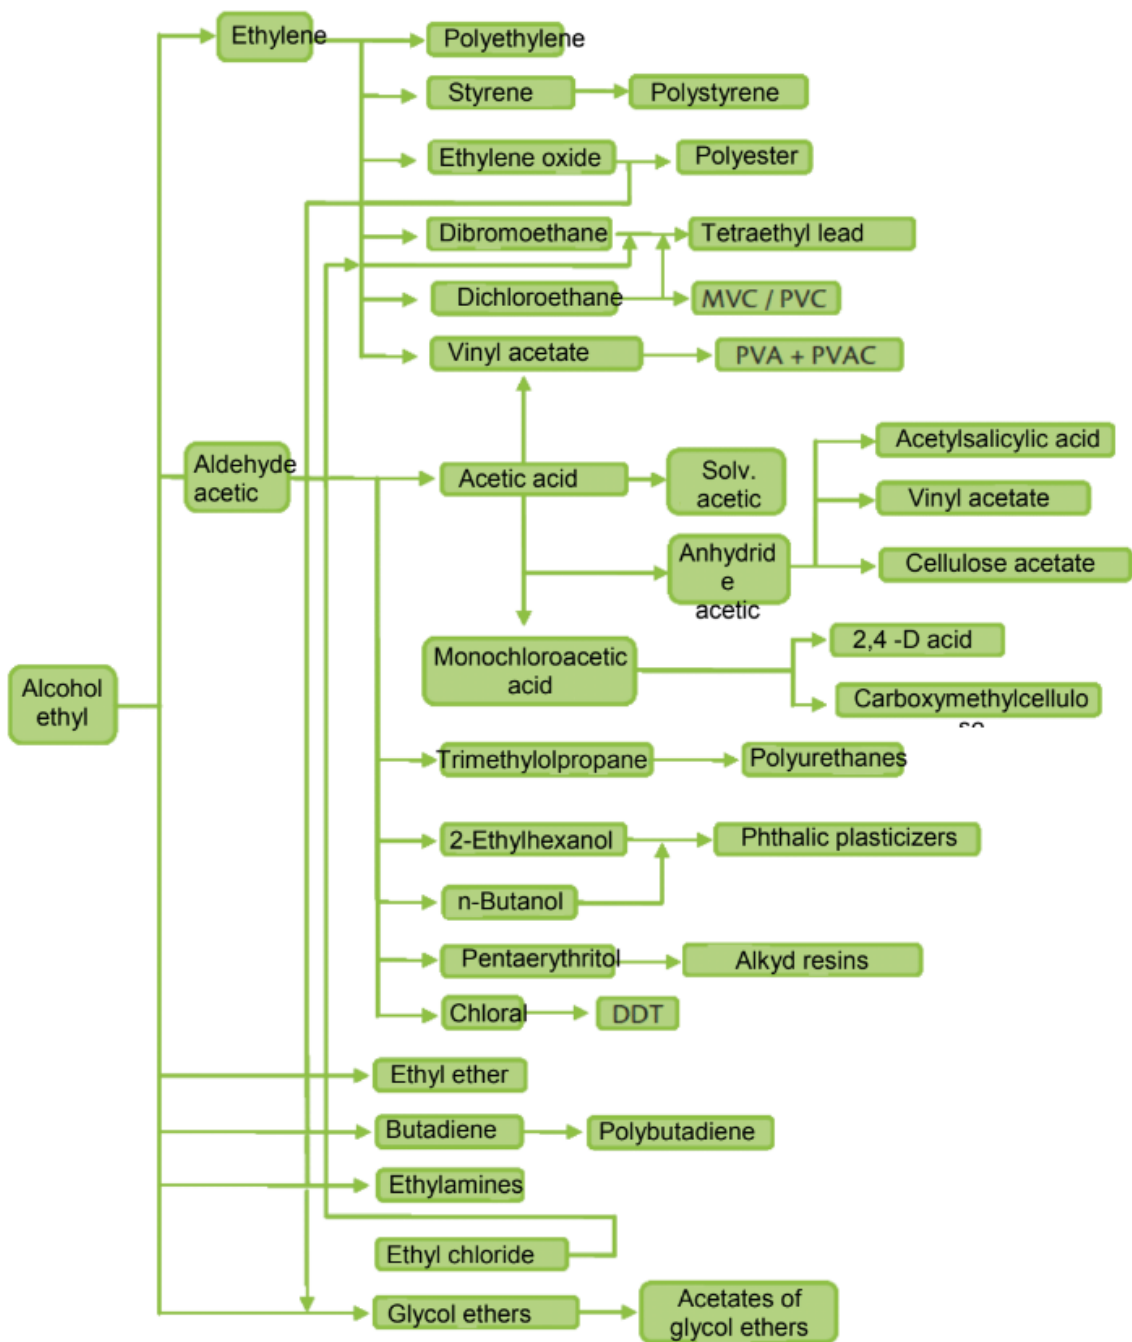 Ethylene
Polyethylene
Styrene
Polystyrene
Ethylene oxide
Polyester
Dibromoethane
Tetraethyl lead
Dichloroethane
MVC / PVC
Vinyl acetate
PVA + PVAC
Aldehyde
acetic
Acetic acid
Solv.
acetic
Acetylsalicylic acid
Vinyl acetate
Cellulose acetate
Anhydrid
e
acetic
Monochloroacetic
acid
2,4 -D acid
Carboxymethylcellulo
se
Alcohol
ethyl
Trimethylolpropane
Polyurethanes
2-Ethylhexanol
Phthalic plasticizers
n-Butanol
Pentaerythritol
Alkyd resins
Chloral
DDT
Ethyl ether
Butadiene
Polybutadiene
Ethylamines
Ethyl chloride
Glycol ethers
Acetates of
glycol ethers